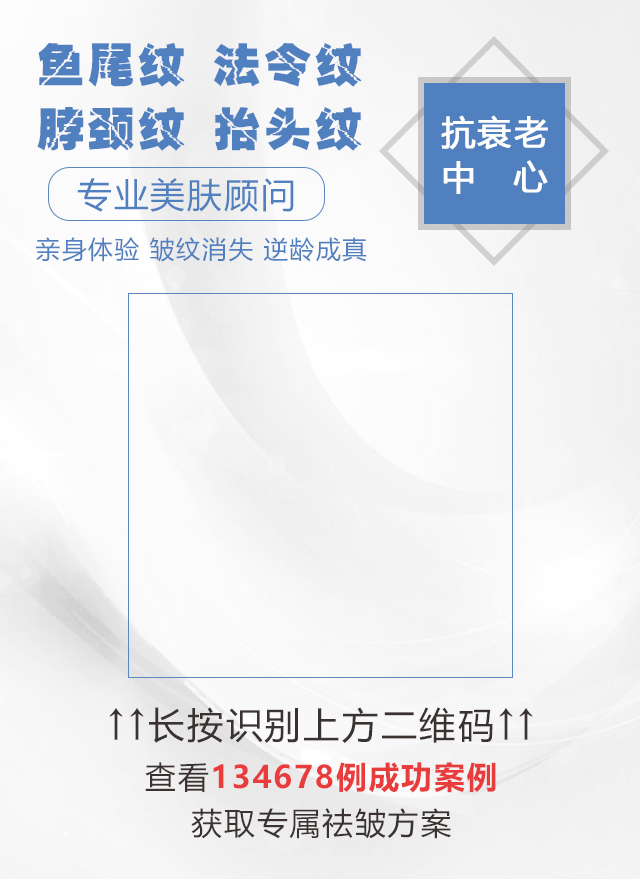 鱼尾纹 法令纹
脖颈纹 抬头纹
专业美肤顾问
亲身体验 皱纹消失 逆龄成真
抗衰老
中 心
↑↑长按识别上方二维码↑↑
查看134678例成功案例
获取专属祛皱方案